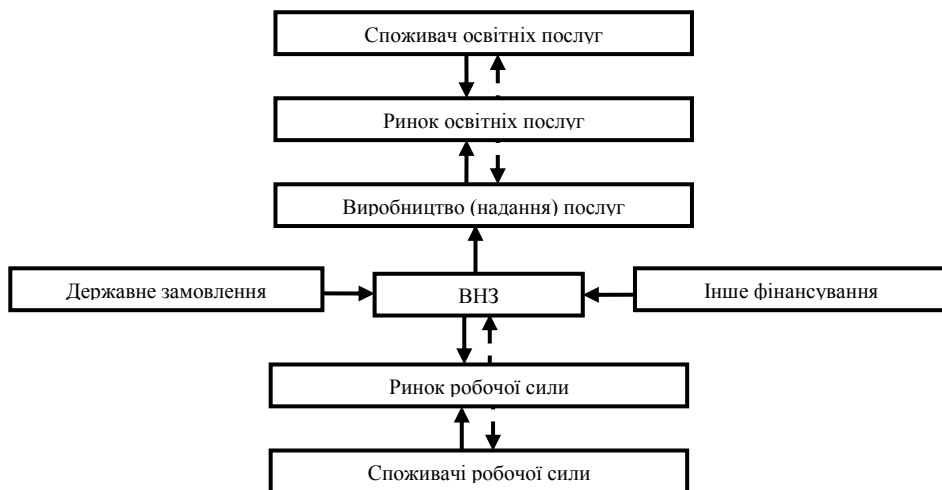 Споживач освітніх послуг
Ринок освітніх послуг
Виробництво (надання) послуг
Державне замовлення
ВНЗ
Інше фінансування
Ринок робочої сили
Споживачі робочої сили